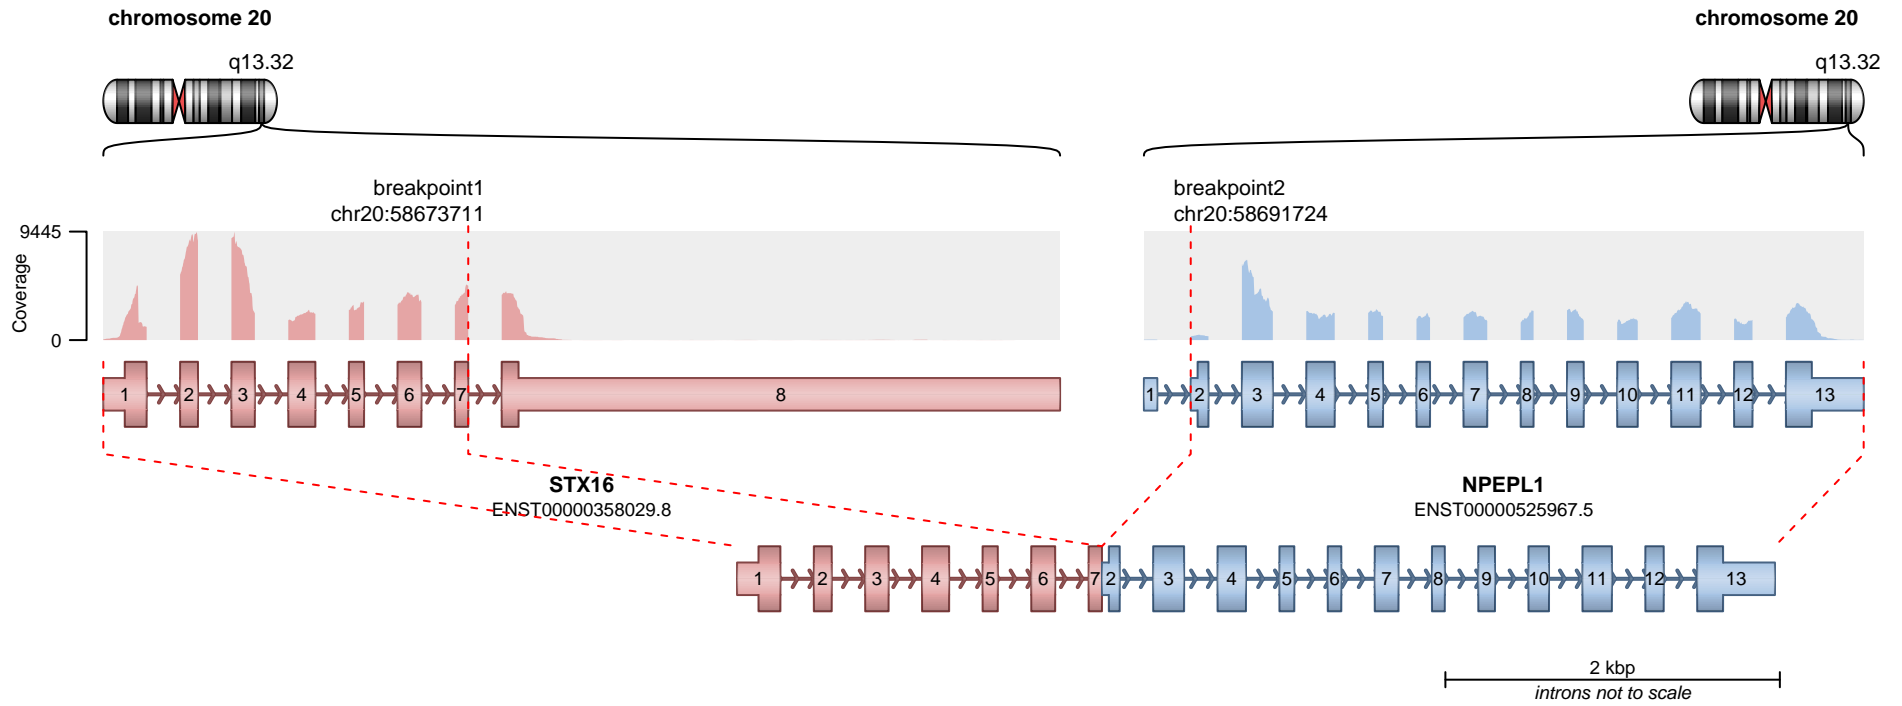 chromosome 20
chromosome 20
q13.32
q13.32
breakpoint1
chr20:58673711
breakpoint2
chr20:58691724
9445
Coverage
0
1 2 3 4 5 6 7 8
1 2 3 4 5 6 7 8 9 10 11 12 13
STX16
ENST00000358029.8
NPEPL1
ENST00000525967.5
1 2 3 4 5 6 7 2 3 4 5 6 7 8 9 10 11 12 13
2 kbp
introns not to scale